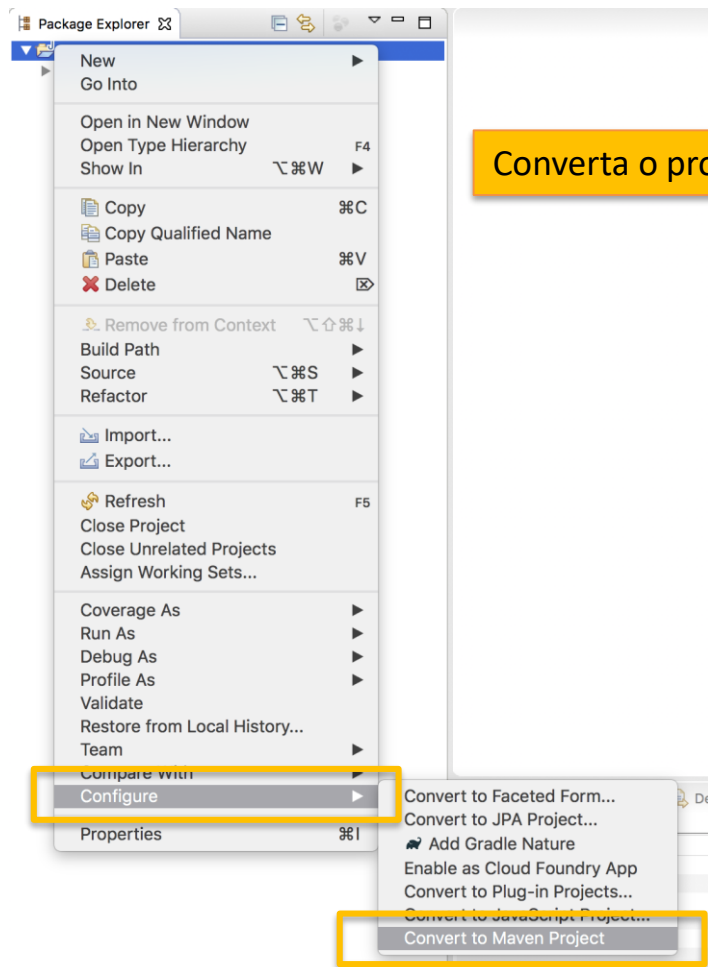 Package Explorer
New
Go Into
Open in New Window
Open Type Hierarchy F4
Show In ⌥⌘W
Converta o pro
Copy ⌘C
Copy Qualified Name
Paste ⌘V
Delete ⌦
Remove from Context ⌥⇧⌘↓
Build Path
Source ⌥⌘S
Refactor ⌥⌘T
Import...
Export...
Refresh F5
Close Project
Close Unrelated Projects
Assign Working Sets...
Coverage As
Run As
Debug As
Profile As
Validate
Restore from Local History...
Team
Compare With
Configure
Properties ⌘I
Convert to Faceted Form...
De
Convert to JPA Project...
Add Gradle Nature
Enable as Cloud Foundry App
Convert to Plug-in Projects...
Convert to JavaScript Project...
Convert to Maven Project